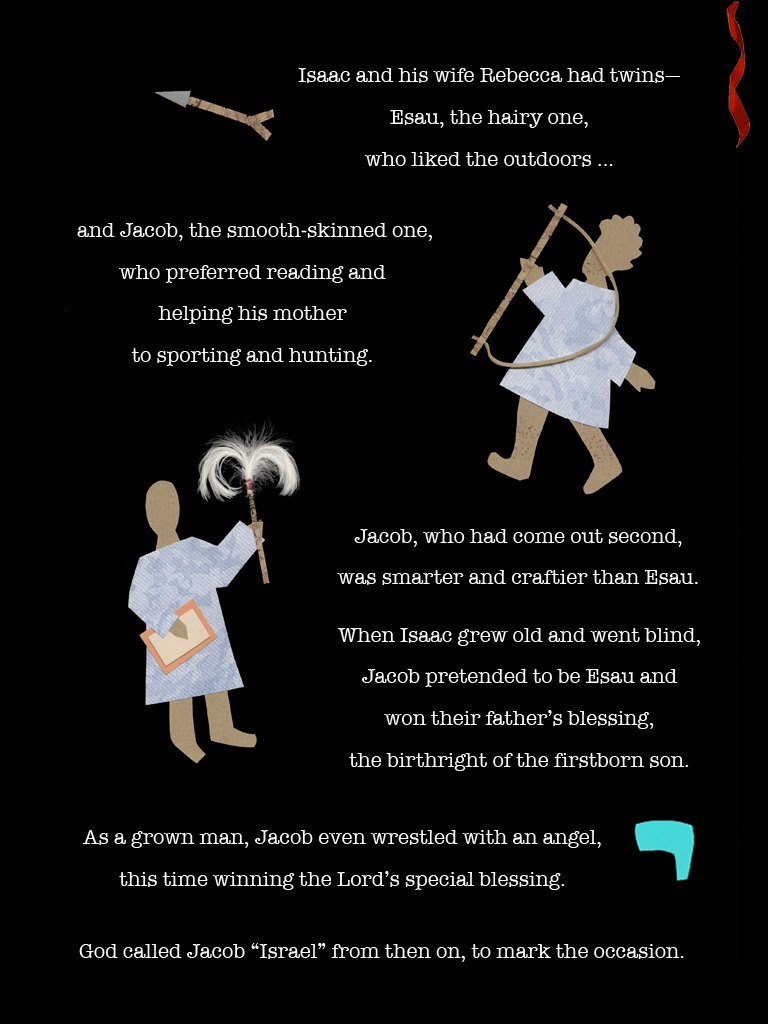 Isaac and his wife Rebecca had twins—
Esau, the hairy one,
who liked the outdoors ...
and Jacob, the smooth-skinned one,
who preferred reading and
helping his mother
to sporting and hunting.
Jacob, who had come out second,
was smarter and craftier than Esau.
When Isaac grew old and went blind,
Jacob pretended to be Esau and
won their father’s blessing,
the birthright of the firstborn son.
As a grown man, Jacob even wrestled with an angel,
this time winning the Lord’s special blessing.
God called Jacob “Israel” from then on, to mark the occasion.